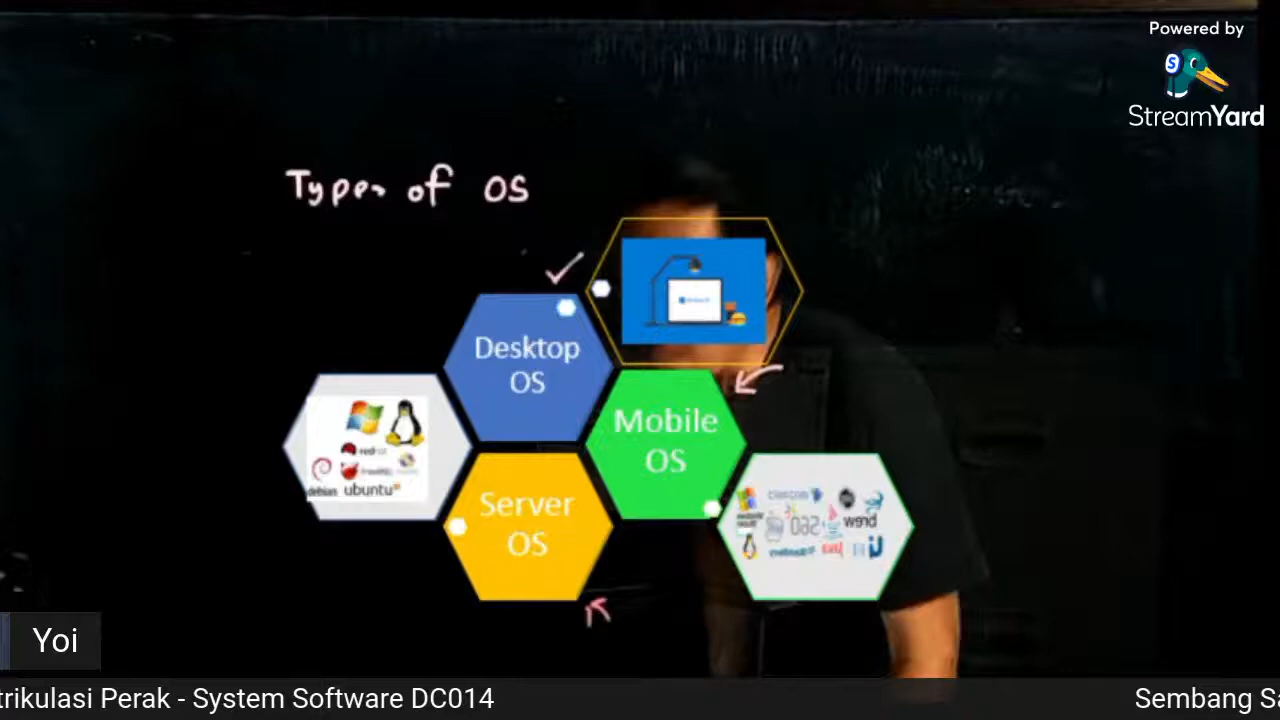 Powered by
StreamYard
Types of OS
Desktop
OS
Mobile
OS
Server
OS
debian
ubuntu
Yoi
trikulasi Perak - System Software DC014
Sembang Sa